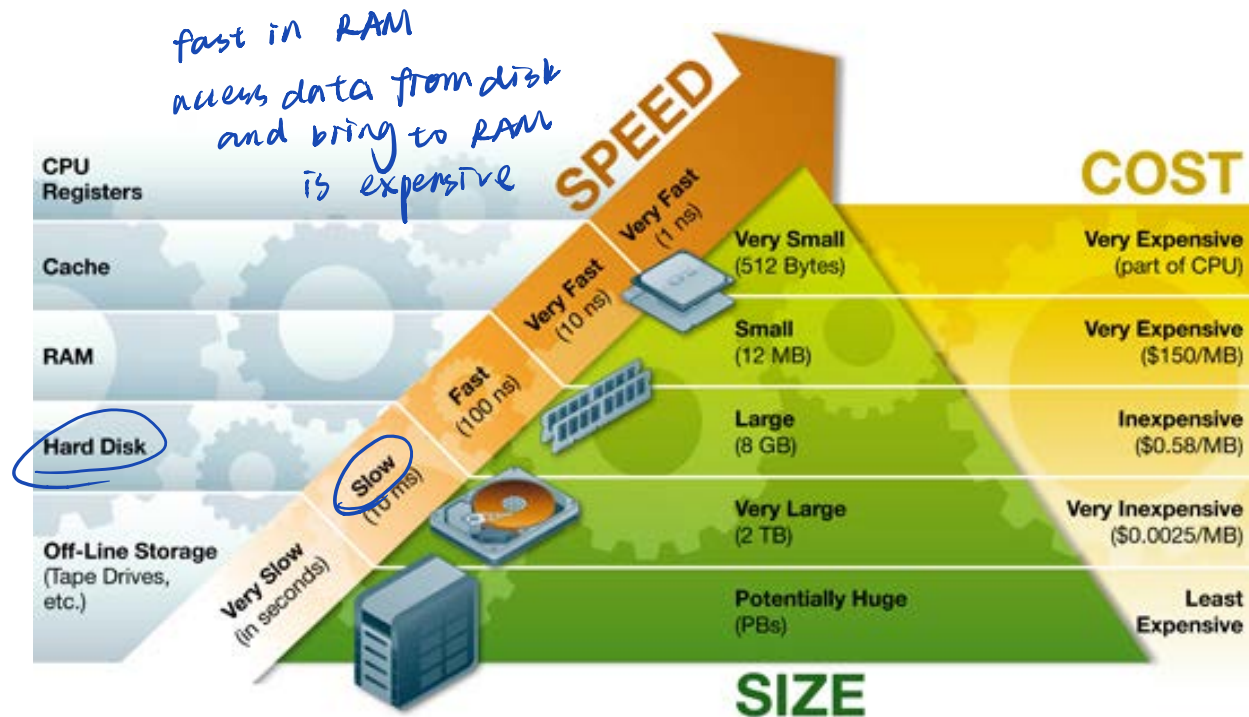 fast in RAM
access data from disk
and bring to RAM
is expensive
SPEED
COST
SIZE
CPU
Registers
Very Fast
(1 ns)
Very Small
(512 Bytes)
Very Expensive
(part of CPU)
Cache
Very Fast
(10 ns)
Small
(12 MB)
Very Expensive
($150/MB)
RAM
Fast
(100 ns)
Large
(8 GB)
Inexpensive
($0.58/MB)
Hard Disk
Slow
(10 ms)
Very Large
(2 TB)
Very Inexpensive
($0.0025/MB)
Off-Line Storage
(Tape Drives,
etc.)
Very Slow
(in seconds)
Potentially Huge
(PBs)
Least
Expensive